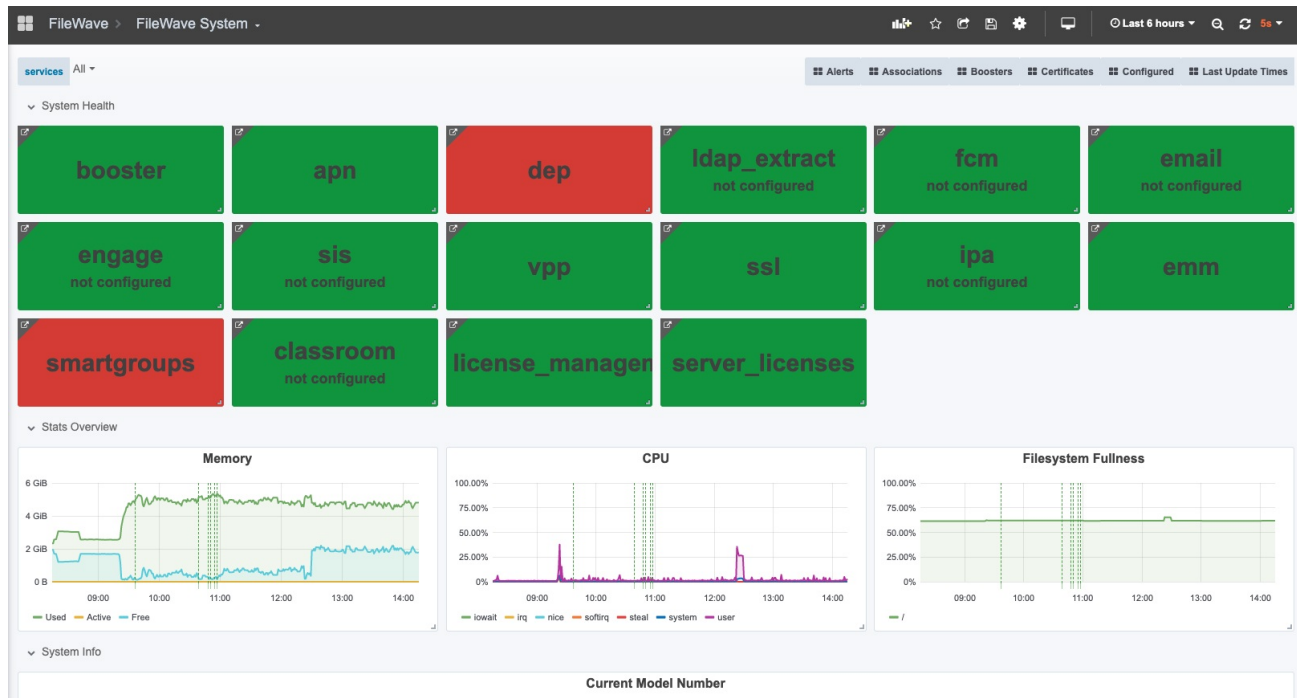 FileWave > FileWave System
Last 6 hours 5s
services All Alerts Associations Boosters Certificates Configured Last Update Times
System Health
booster
apn
dep
ldap_extract
not configured
fcm
not configured
email
not configured
engage
not configured
sis
not configured
vpp
ssl
ipa
not configured
emm
smartgroups
classroom
not configured
license_managen
server_licenses
Stats Overview
Memory
6 GiB
4 GiB
2 GiB
0 B
09:00 10:00 11:00 12:00 13:00 14:00
Used Active Free
CPU
100.00%
75.00%
50.00%
25.00%
0%
09:00 10:00 11:00 12:00 13:00 14:00
iowait irq nice softirq steal system user
Filesystem Fullness
100.00%
75.00%
50.00%
25.00%
0%
09:00 10:00 11:00 12:00 13:00 14:00
/
System Info
Current Model Number